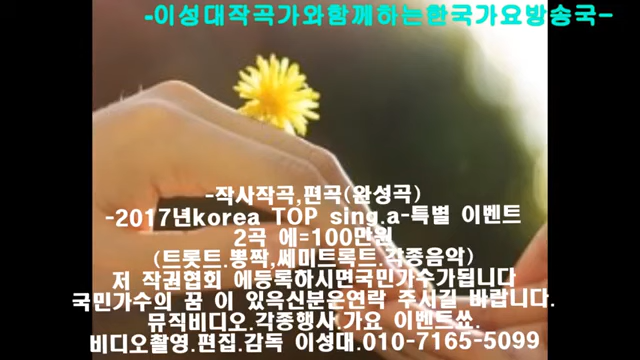 -이성대작곡가와함께하는한국가요방송국-
-작사작곡,편곡(완성곡)
-2017년korea TOP sing.a-특별 이벤트
2곡 에=100만원
(트롯트.뽕짝,쎄미트록트.각종음악)
저 작권협회 에등록하시면국민가수가됩니다
국민가수의 꿈 이 있윽신분은연락 주시길 바랍니다.
뮤직비디오.각종행사.가요 이벤트쑈.
비디오촬영.편집.감독 이성대.010-7165-5099